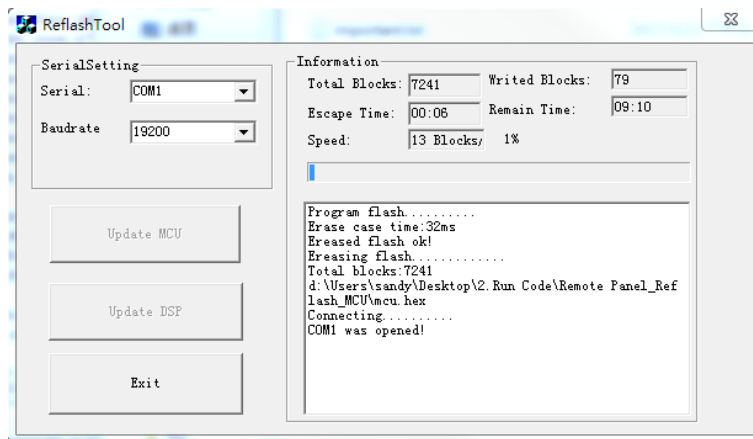 ReflashTool
SerialSetting
Serial: COM1
Baudrate 19200
Update MCU
Update DSP
Exit
Information
Total Blocks: 7241 Writed Blocks: 79
Escape Time: 00:06 Remain Time: 09:10
Speed: 13 Blocks/ 1%
Program flash..........
Erase case time:32ms
Ereased flash ok!
Ereasing flash.............
Total blocks:7241
d:\Users\sandy\Desktop\2.Run Code\Remote Panel_Ref
lash_MCU\mcu.hex
Connecting..........
COM1 was opened!